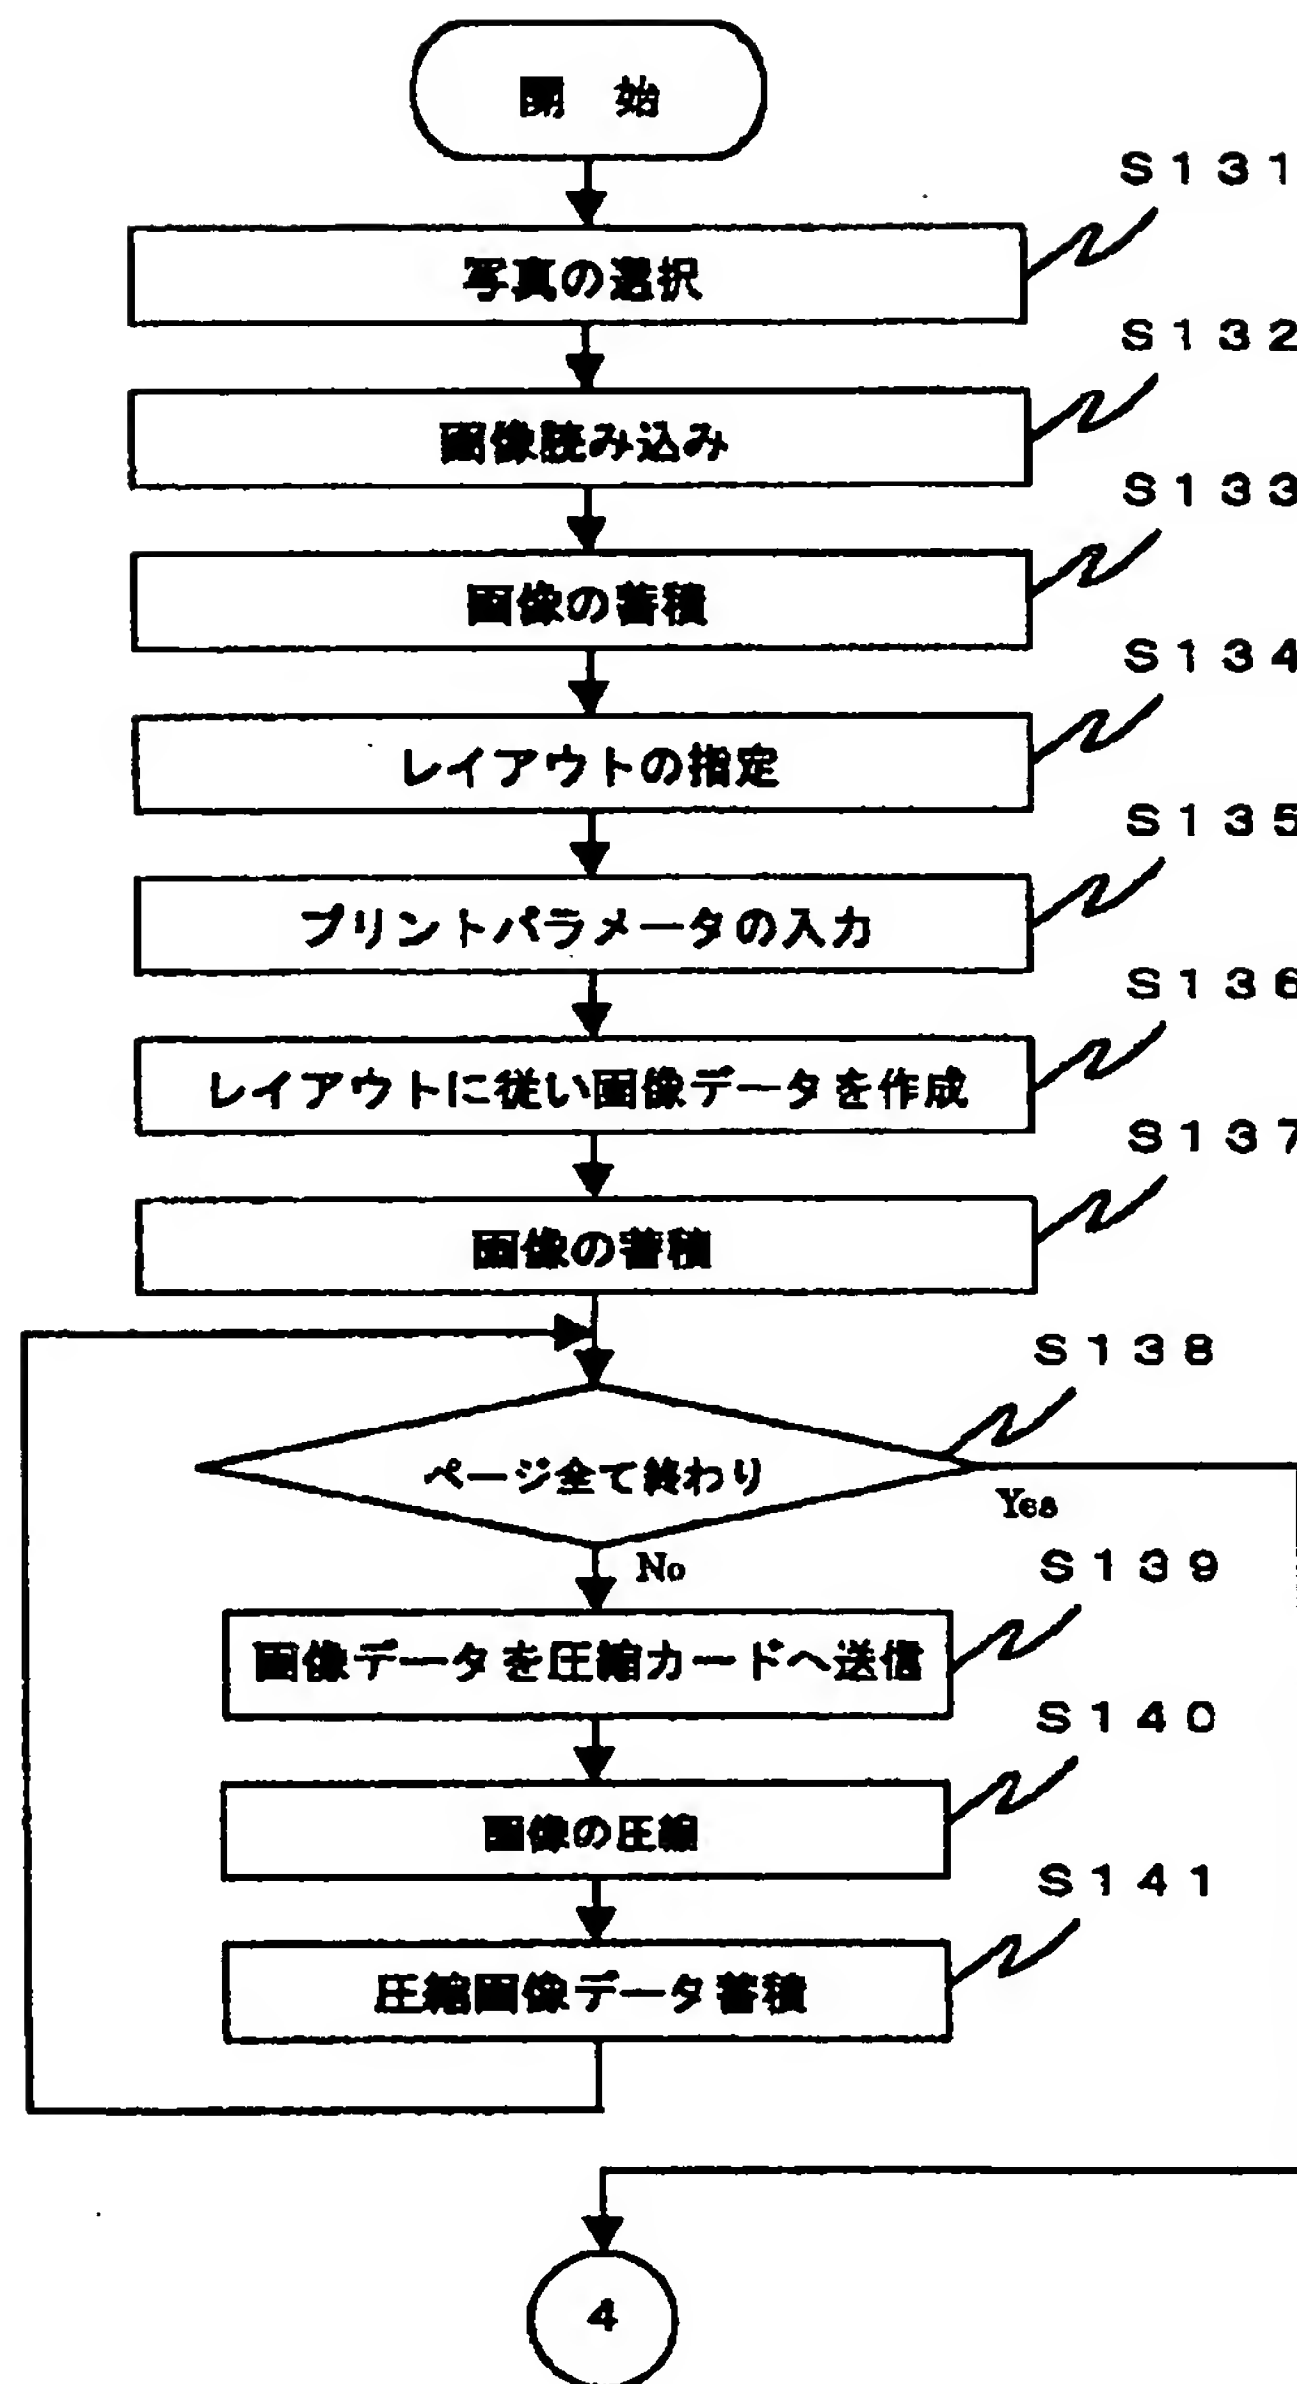 開 始
S131
写真の選択
S132
画像読み込み
S133
画像の蓄積
S134
レイアウトの指定
S135
プリントパラメータの入力
S136
レイアウトに従い画像データを作成
S137
画像の蓄積
S138
ページ全て終わり
Yes
No
S139
画像データを圧縮カードへ送信
S140
画像の圧縮
S141
圧縮画像データ蓄積
4